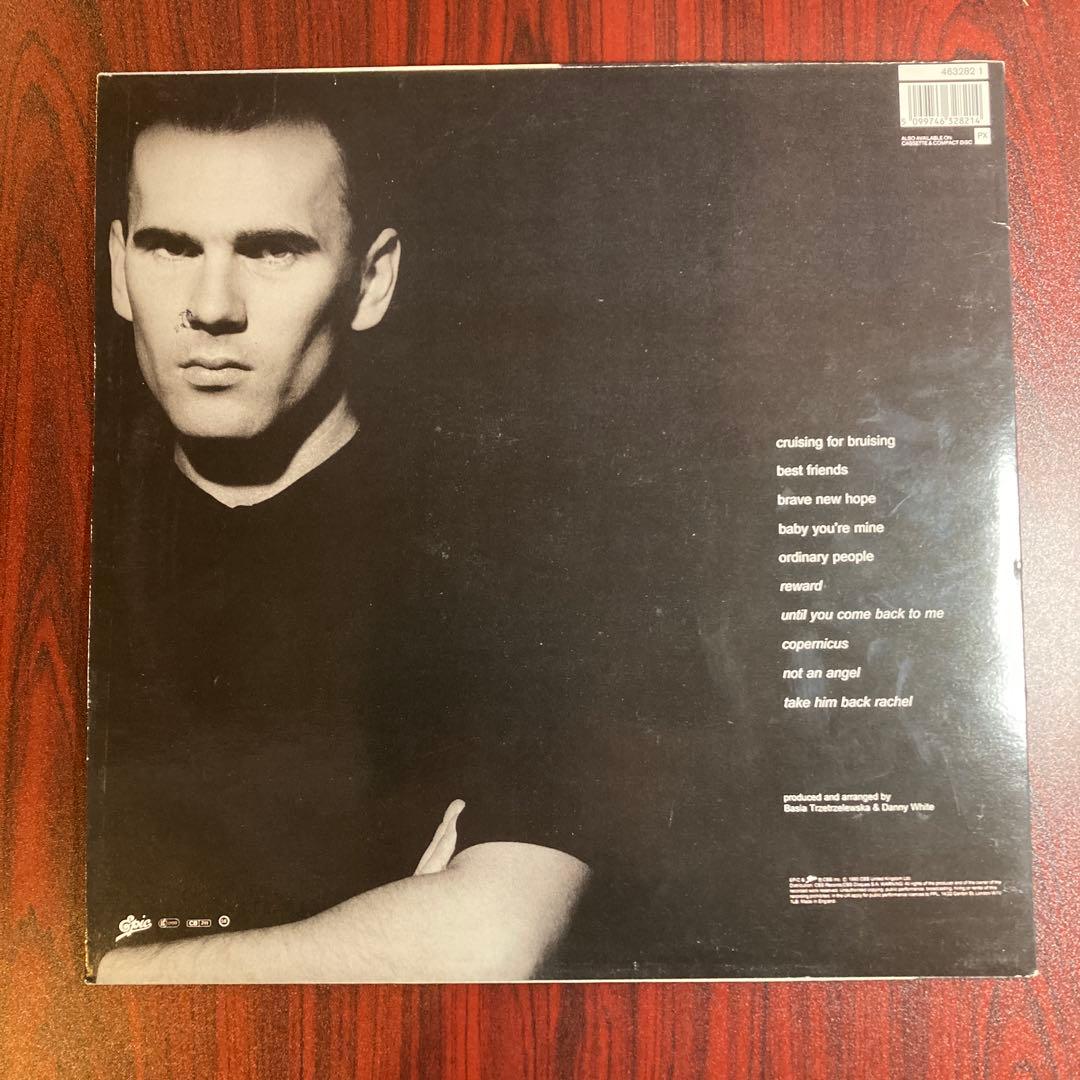 463282 1
5 099746 328214
ALSO AVAILABLE ON
CASSETTE & COMPACT DISC
PX
cruising for bruising
best friends
brave new hope
baby you're mine
ordinary people
reward
until you come back to me
copernicus
not an angel
take him back rachel
produced and arranged by
Basia Trzetrzelewska & Danny White
Epic
Made in England